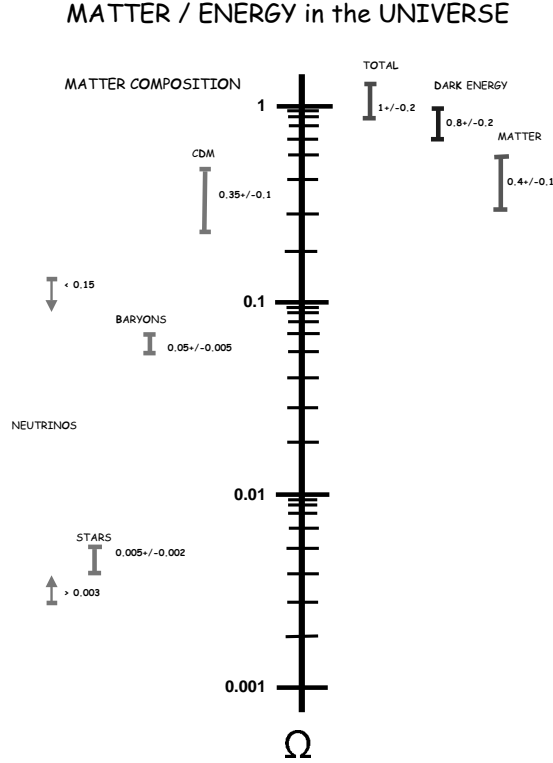 MATTER / ENERGY in the UNIVERSE
TOTAL
MATTER COMPOSITION
DARK ENERGY
1
1+/-0.2
0.8+/-0.2
MATTER
CDM
0.4+/-0.1
0.35+/-0.1
< 0.15
0.1
BARYONS
0.05+/-0.005
NEUTRINOS
0.01
STARS
0.005+/-0.002
> 0.003
0.001
Ω